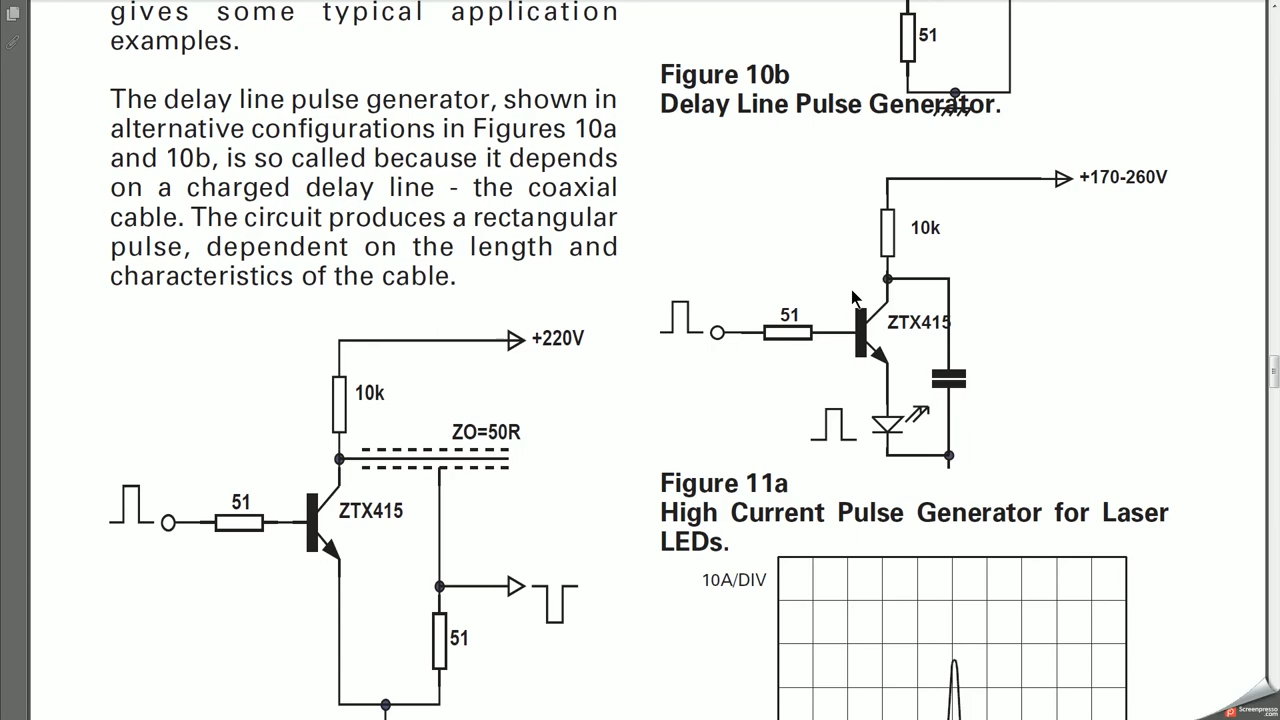 gives some typical application
examples.
The delay line pulse generator, shown in
alternative configurations in Figures 10a
and 10b, is so called because it depends
on a charged delay line - the coaxial
cable. The circuit produces a rectangular
pulse, dependent on the length and
characteristics of the cable.
+220V
10k
ZO=50R
51
ZTX415
51
51
Figure 10b
Delay Line Pulse Generator.
+170-260V
10k
51
ZTX415
Figure 11a
High Current Pulse Generator for Laser
LEDs.
10A/DIV
Screenpresso
.com